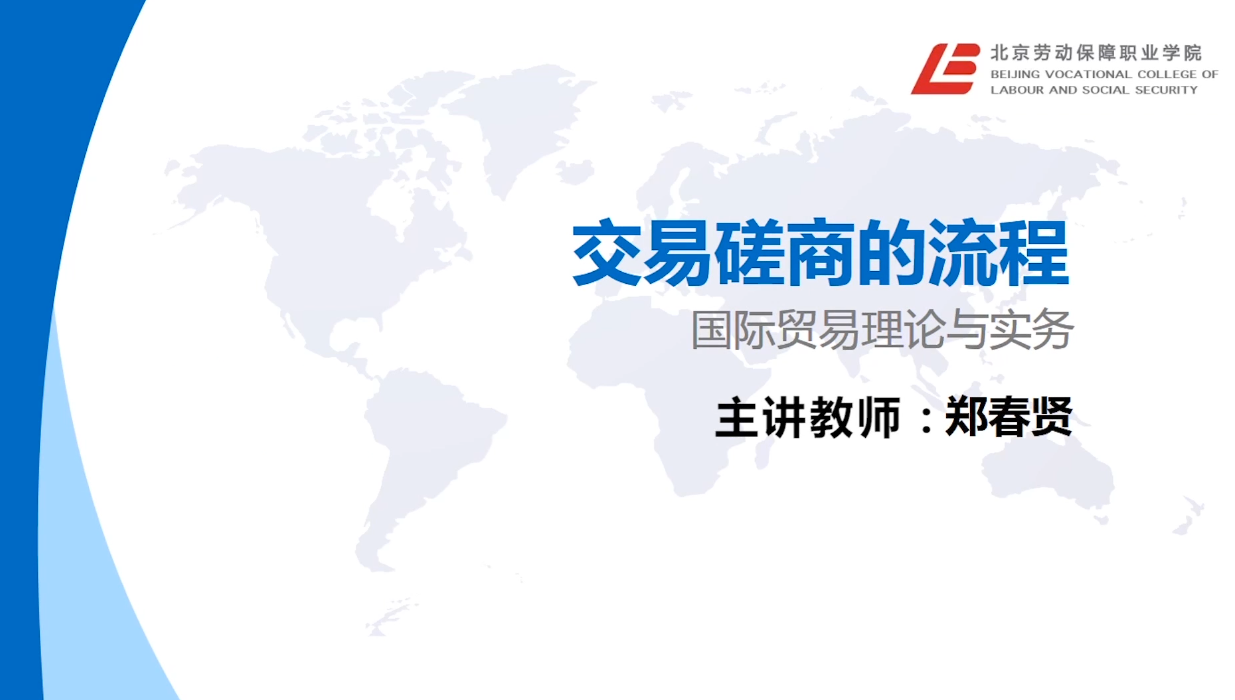 北京劳动保障职业学院
BEIJING VOCATIONAL COLLEGE OF
LABOUR AND SOCIAL SECURITY
交易磋商的流程
国际贸易理论与实务
主讲教师：郑春贤